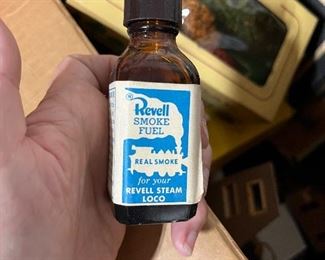 ®
Revell
SMOKE
FUEL
REAL SMOKE
for your
REVELL STEAM
LOCO